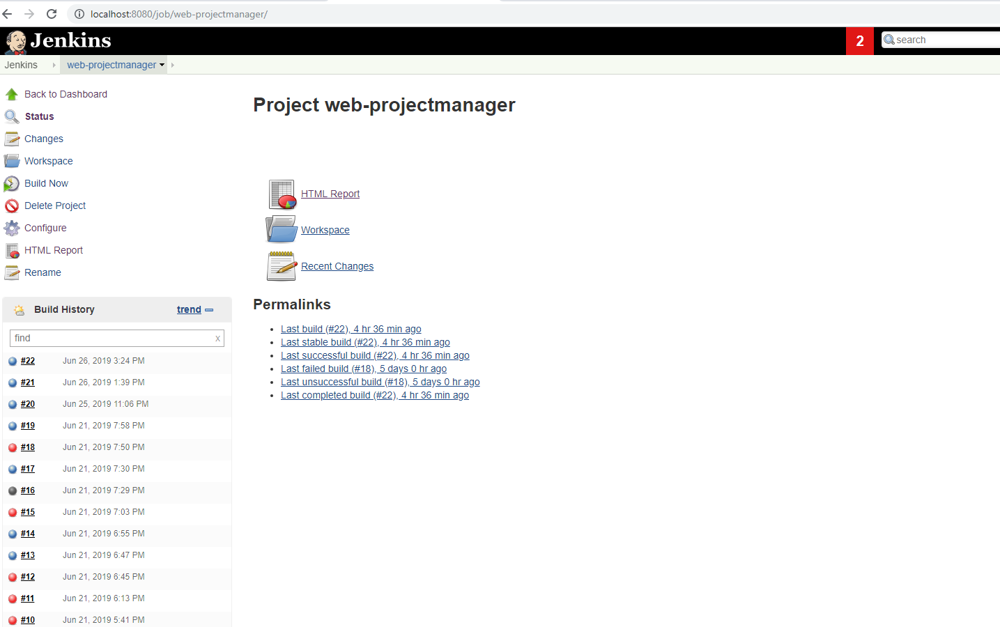 localhost:8080/job/web-projectmanager/
Jenkins
2
search
Jenkins
web-projectmanager
Back to Dashboard
Status
Changes
Workspace
Build Now
Delete Project
Configure
HTML Report
Rename
Build History
trend
find
x
#22 Jun 26, 2019 3:24 PM
#21 Jun 26, 2019 1:39 PM
#20 Jun 25, 2019 11:06 PM
#19 Jun 21, 2019 7:58 PM
#18 Jun 21, 2019 7:50 PM
#17 Jun 21, 2019 7:30 PM
#16 Jun 21, 2019 7:29 PM
#15 Jun 21, 2019 7:03 PM
#14 Jun 21, 2019 6:55 PM
#13 Jun 21, 2019 6:47 PM
#12 Jun 21, 2019 6:45 PM
#11 Jun 21, 2019 6:13 PM
#10 Jun 21, 2019 5:41 PM
Project web-projectmanager
HTML Report
Workspace
Recent Changes
Permalinks
Last build (#22), 4 hr 36 min ago
Last stable build (#22), 4 hr 36 min ago
Last successful build (#22), 4 hr 36 min ago
Last failed build (#18), 5 days 0 hr ago
Last unsuccessful build (#18), 5 days 0 hr ago
Last completed build (#22), 4 hr 36 min ago